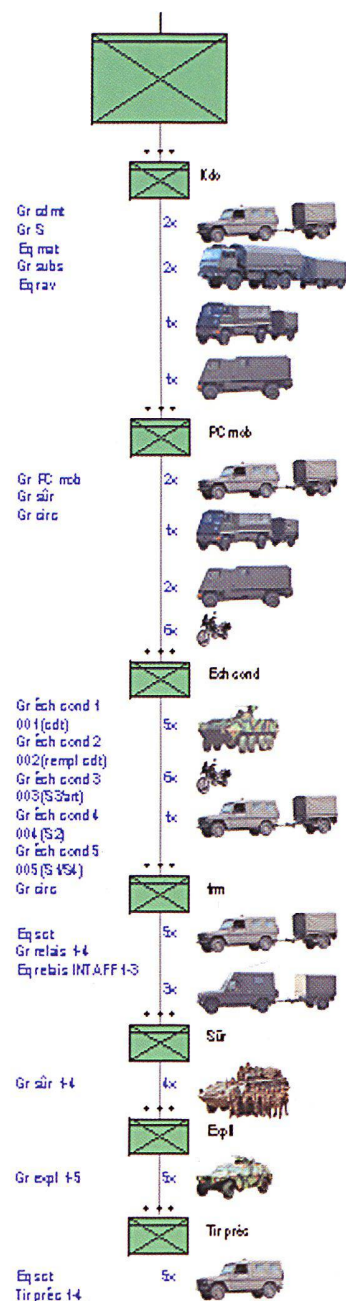 Kdo
Gr cdmt
Gr S
Eq mat
Gr subs
Eq rav
2x
2x
1x
1x
PC mob
Gr PC mob
Gr sûr
Gr circ
2x
1x
2x
6x
Ech cond
Gr éch cond 1
001 (cdt)
Gr éch cond 2
002 (rempl cdt)
Gr éch cond 3
003 (S3/art)
Gr éch cond 4
004 (S2)
Gr éch cond 5
005 (S1/S4)
Gr circ
5x
6x
1x
trm
Eq sct
Gr relais 1-4
Eq relais INTAFF 1-3
5x
3x
Sûr
Gr sûr 1-4
4x
Expl
Gr expl 1-5
5x
Tir préc
Eq sct
Tir préc 1-4
5x